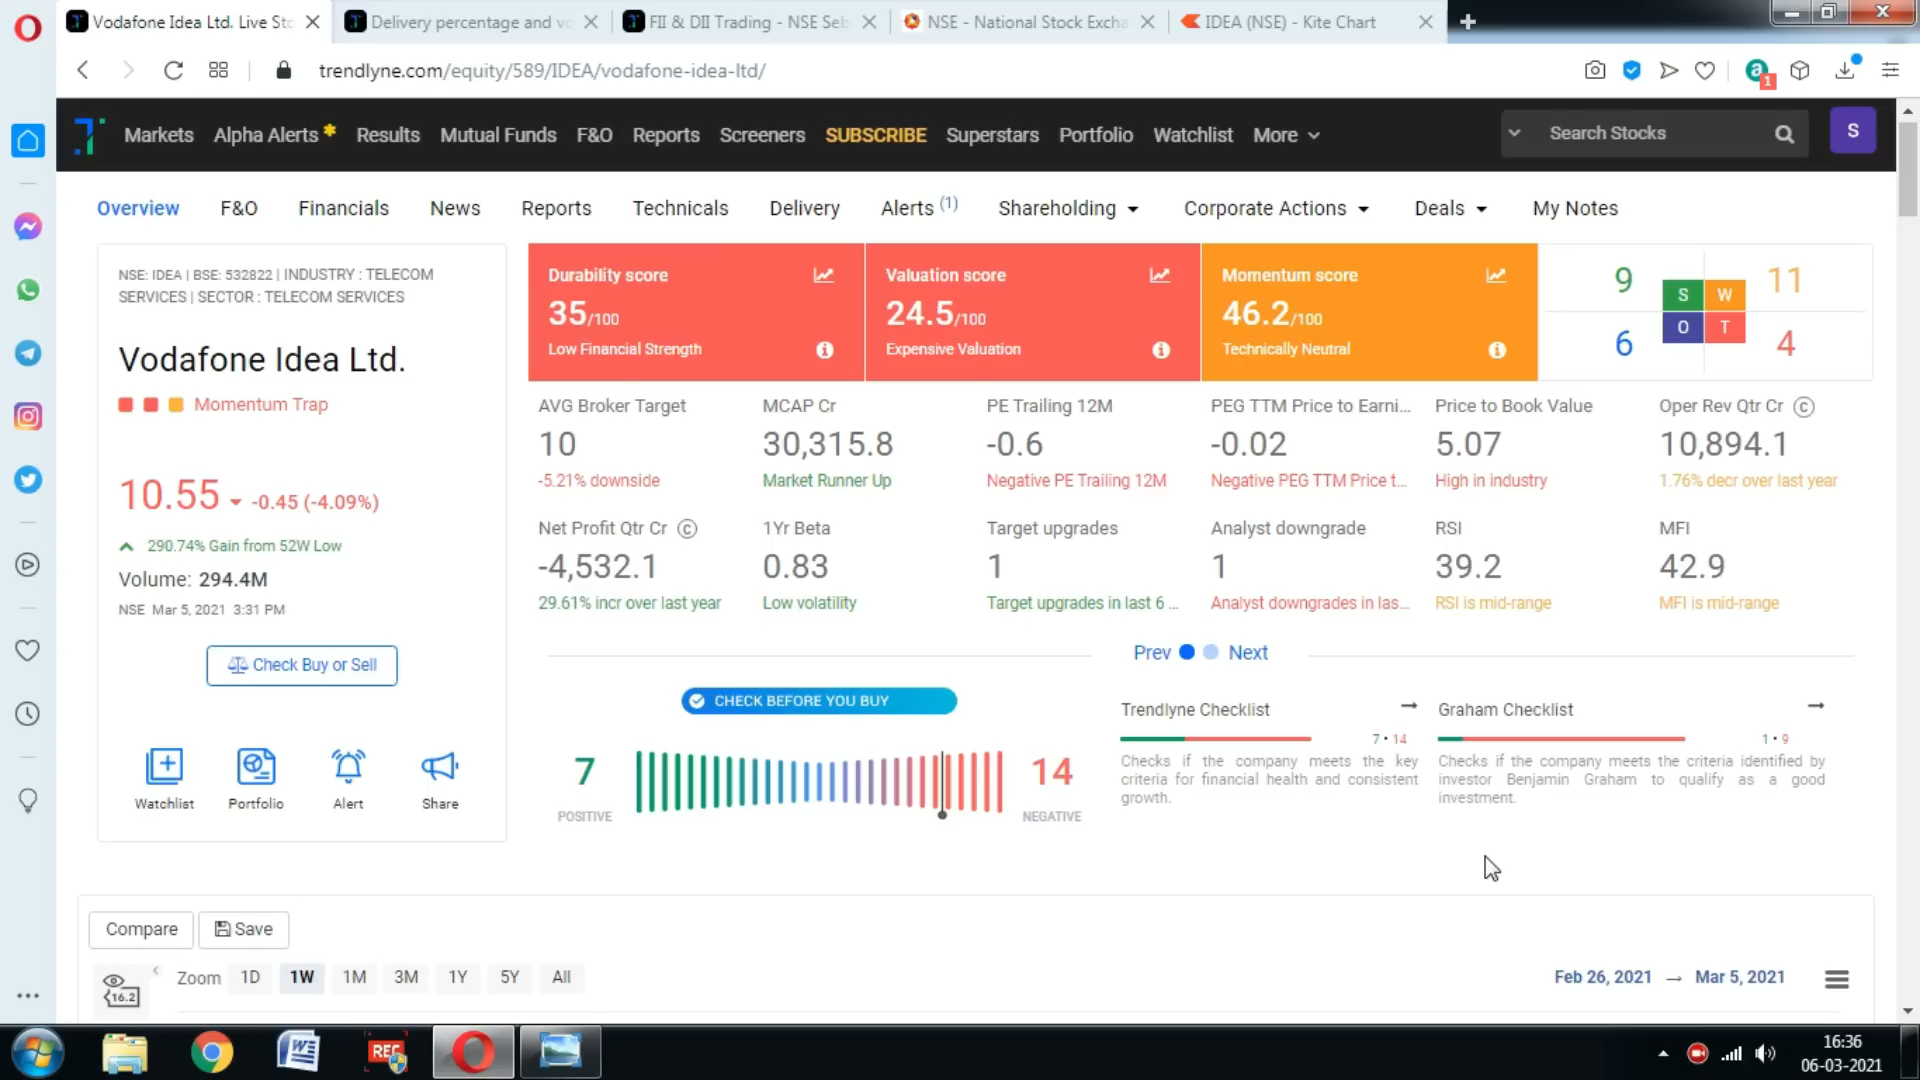 Vodafone Idea Ltd. Live Sto
Delivery percentage and vo
FII & DII Trading - NSE Seb
NSE - National Stock Excha
IDEA (NSE) - Kite Chart
trendlyne.com/equity/589/IDEA/vodafone-idea-ltd/
1
Markets Alpha Alerts Results Mutual Funds F&O Reports Screeners SUBSCRIBE Superstars Portfolio Watchlist More
Search Stocks
S
Overview F&O Financials News Reports Technicals Delivery Alerts (1) Shareholding Corporate Actions Deals My Notes
NSE: IDEA | BSE: 532822 | INDUSTRY : TELECOM
SERVICES | SECTOR : TELECOM SERVICES
Vodafone Idea Ltd.
Momentum Trap
10.55 -0.45 (-4.09%)
290.74% Gain from 52W Low
Volume: 294.4M
NSE Mar 5, 2021 3:31 PM
Check Buy or Sell
Watchlist Portfolio Alert Share
Durability score
35/100
Low Financial Strength
Valuation score
24.5/100
Expensive Valuation
Momentum score
46.2/100
Technically Neutral
9 S W 11
6 O T 4
AVG Broker Target
10
-5.21% downside
MCAP Cr
30,315.8
Market Runner Up
PE Trailing 12M
-0.6
Negative PE Trailing 12M
PEG TTM Price to Earni...
-0.02
Negative PEG TTM Price t...
Price to Book Value
5.07
High in industry
Oper Rev Qtr Cr C
10,894.1
1.76% decr over last year
Net Profit Qtr Cr C
-4,532.1
29.61% incr over last year
1Yr Beta
0.83
Low volatility
Target upgrades
1
Target upgrades in last 6 ...
Analyst downgrade
1
Analyst downgrades in las...
RSI
39.2
RSI is mid-range
MFI
42.9
MFI is mid-range
Prev Next
CHECK BEFORE YOU BUY
7
POSITIVE
14
NEGATIVE
Trendlyne Checklist
7 • 14
Checks if the company meets the key
criteria for financial health and consistent
growth.
Graham Checklist
1 • 9
Checks if the company meets the criteria identified by
investor Benjamin Graham to qualify as a good
investment.
Compare Save
16.2
Zoom 1D 1W 1M 3M 1Y 5Y All
Feb 26, 2021 → Mar 5, 2021
REC
16:36
06-03-2021